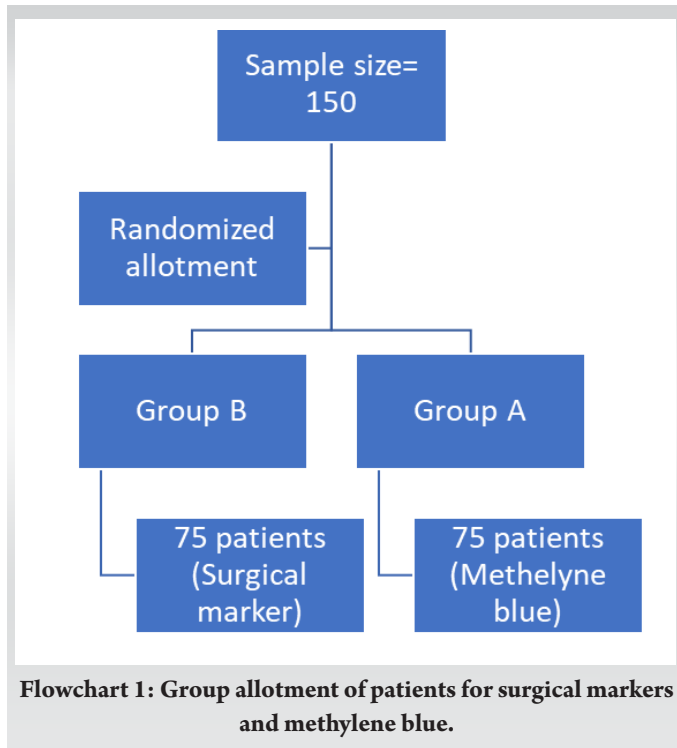 Sample size=
150
Randomized
allotment
Group B
Group A
75 patients
(Surgical
marker)
75 patients
(Methelyne
blue)
Flowchart 1: Group allotment of patients for surgical markers
and methylene blue.